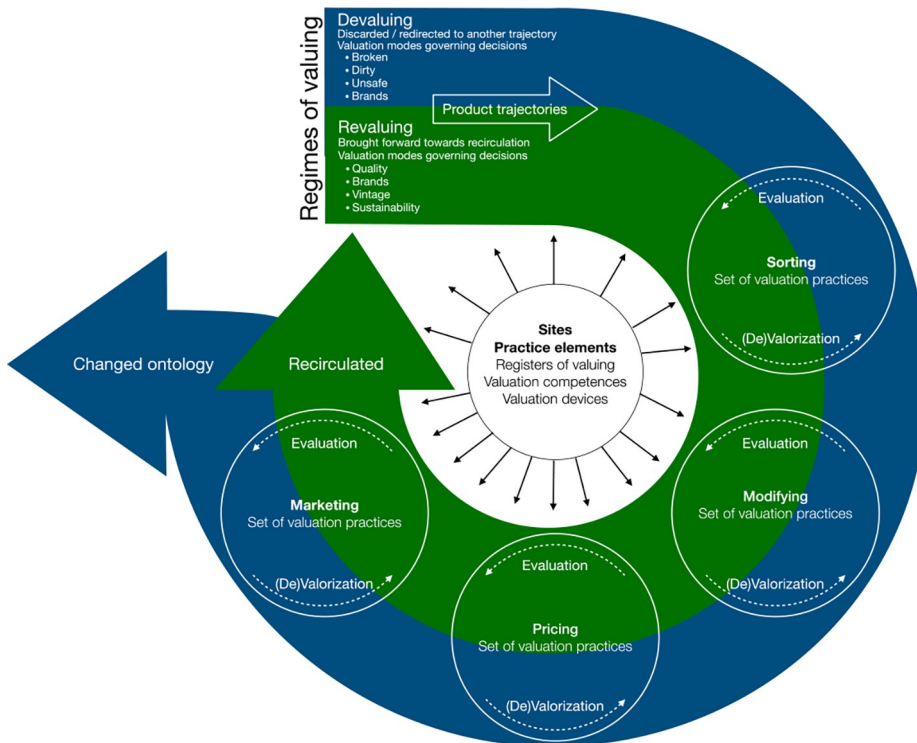 Regimes of valuing
Devaluing
Discarded / redirected to another trajectory
Valuation modes governing decisions
• Broken
• Dirty
• Unsafe
• Brands
Product trajectories
Revaluing
Brought forward towards recirculation
Valuation modes governing decisions
• Quality
• Brands
• Vintage
• Sustainability
Evaluation
Sorting
Set of valuation practices
(De)Valorization
Sites
Practice elements
Registers of valuing
Valuation competences
Valuation devices
Changed ontology
Recirculated
Evaluation
Modifying
Set of valuation practices
(De)Valorization
Evaluation
Pricing
Set of valuation practices
(De)Valorization
Evaluation
Marketing
Set of valuation practices
(De)Valorization